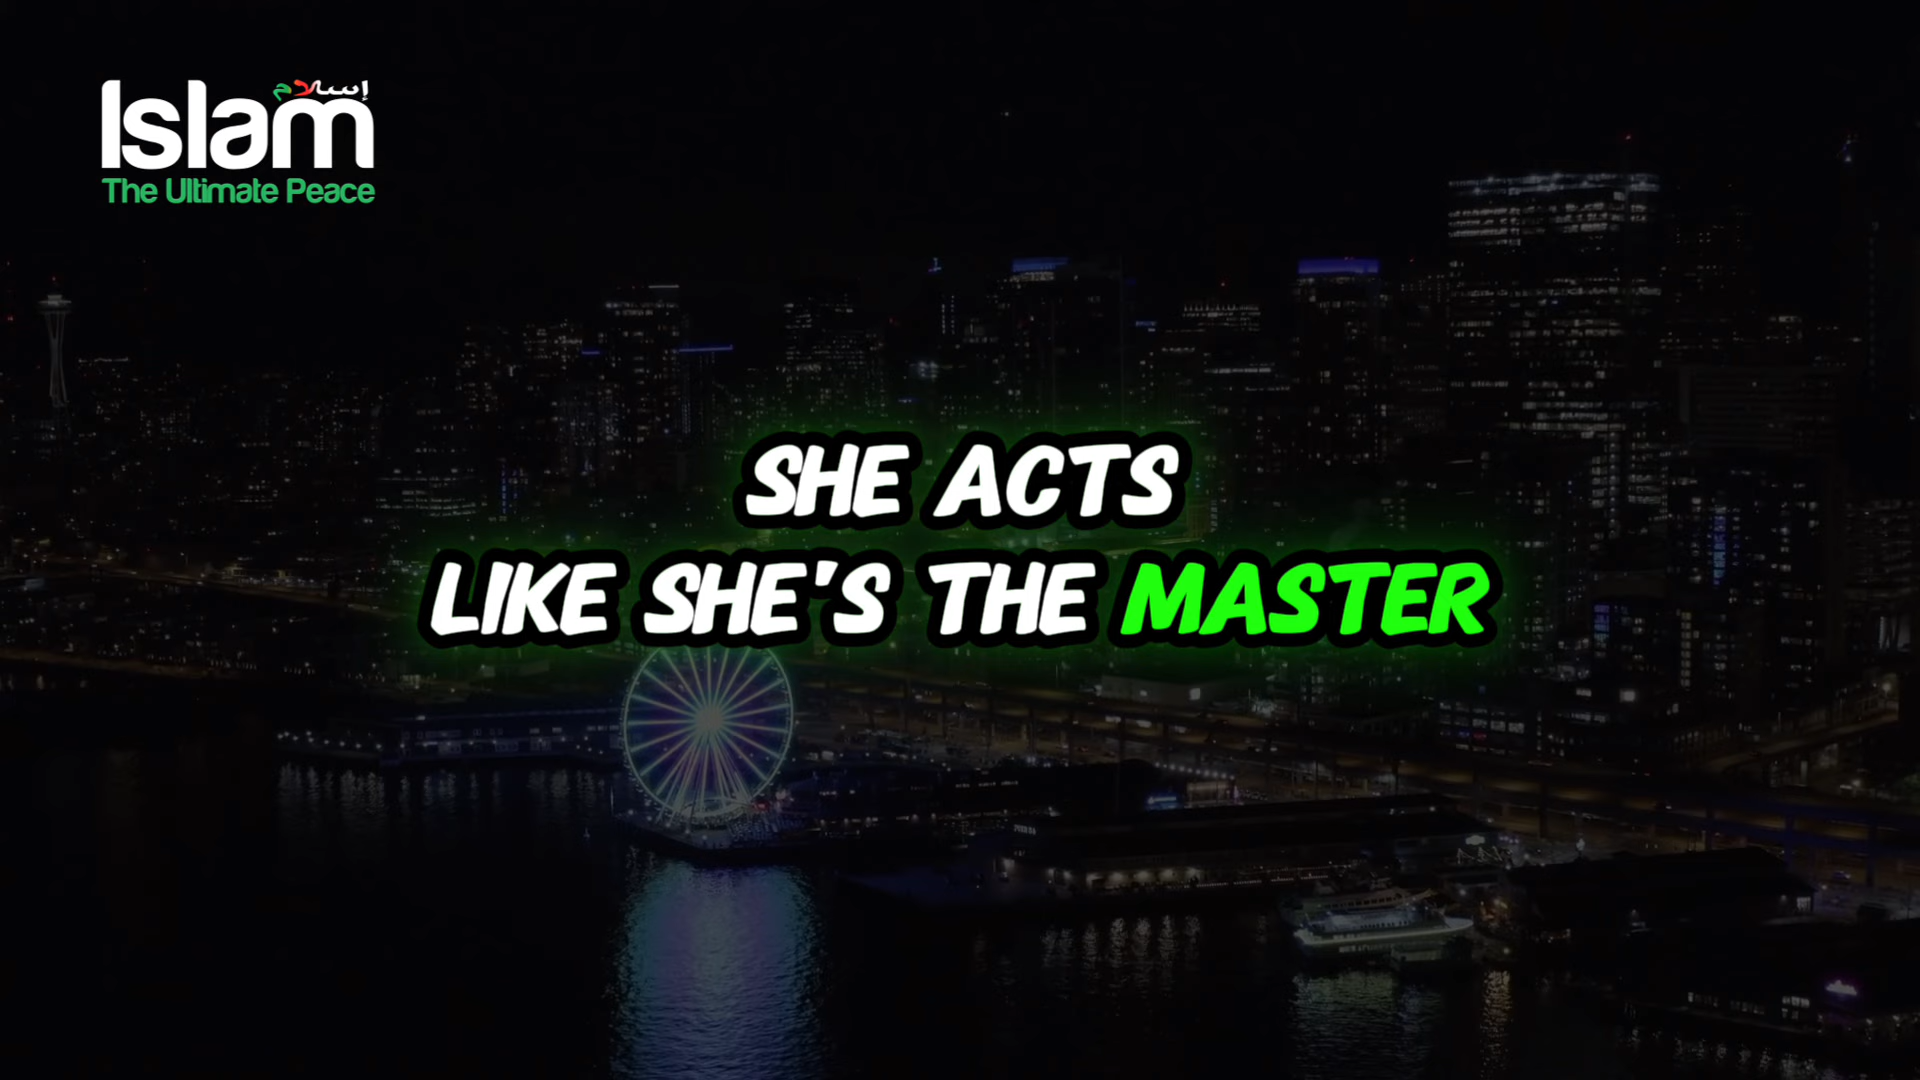 إسلام
Islam
The Ultimate Peace
SHE ACTS
LIKE SHE'S THE MASTER